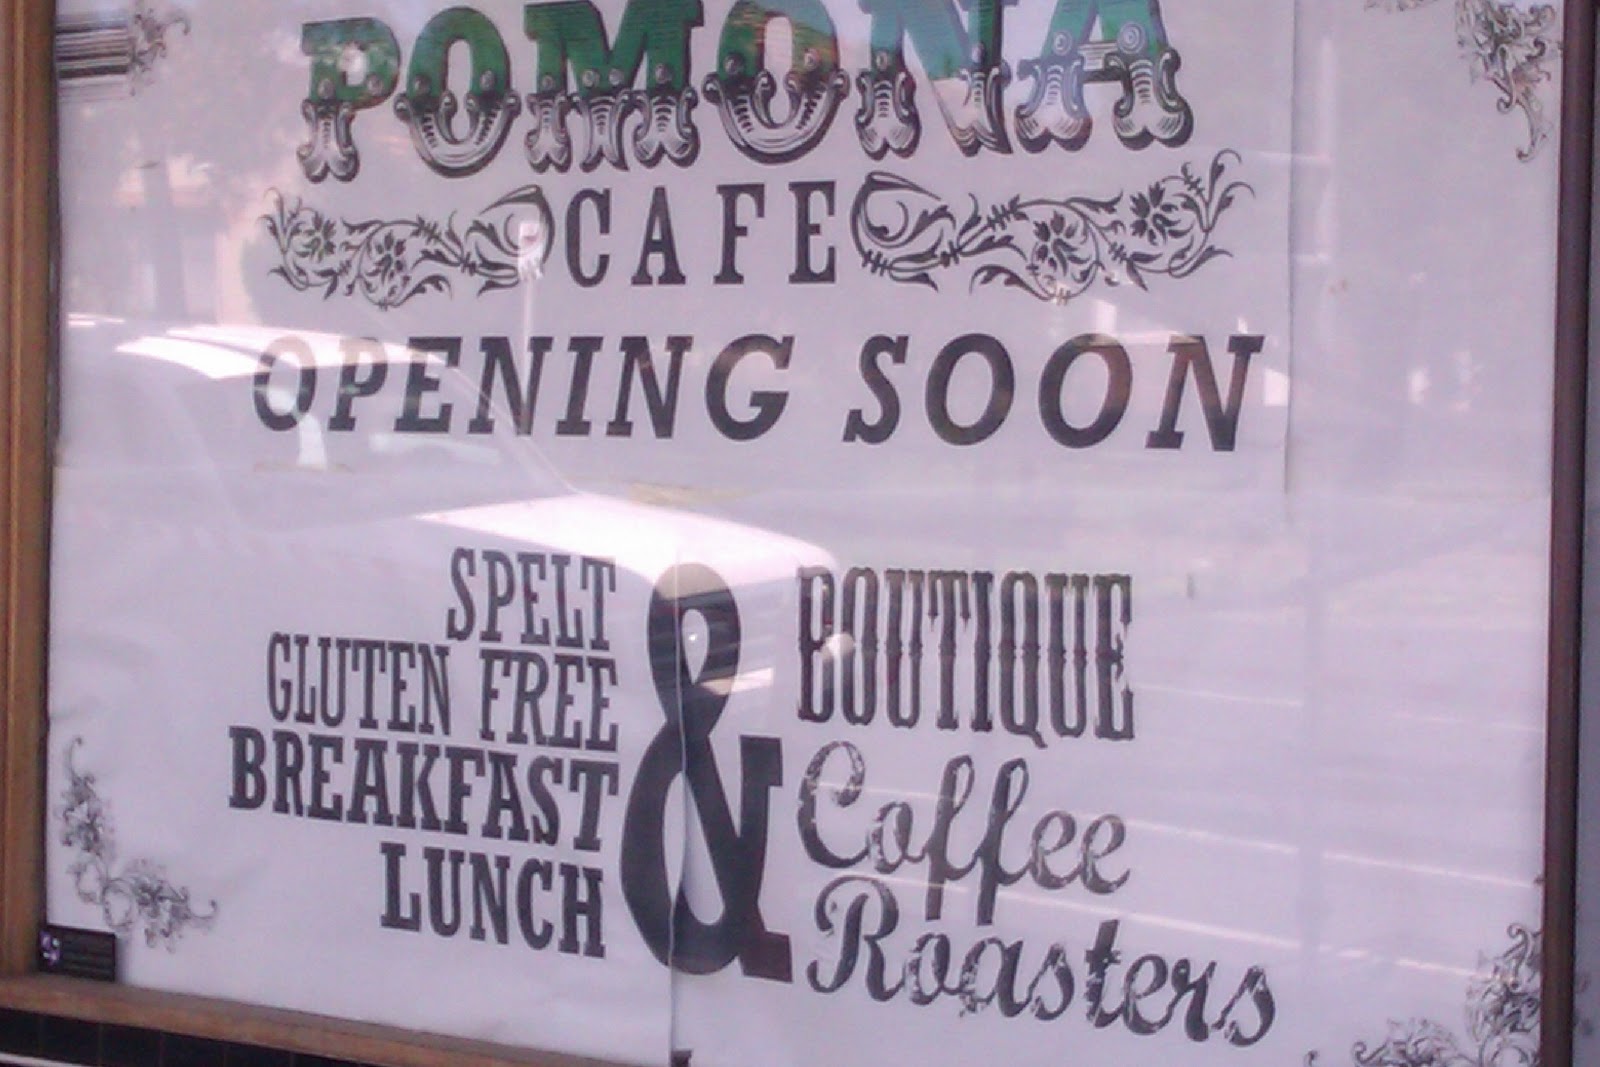 POMONA
CAFE
OPENING SOON
SPELT
GLUTEN FREE
BREAKFAST
LUNCH
&
BOUTIQUE
Coffee
Roasters